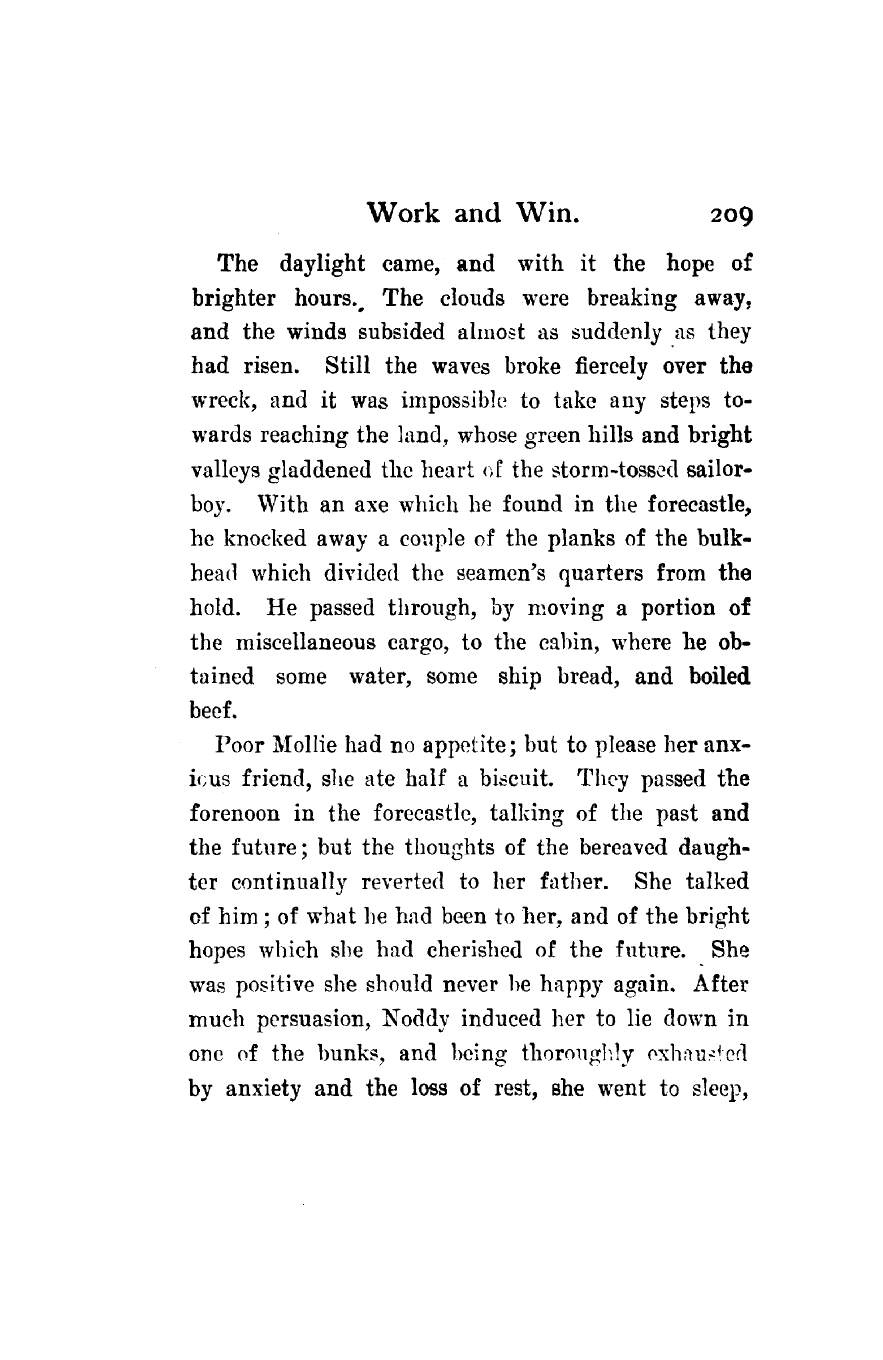 Work and Win. 209
The daylight came, and with it the hope of
brighter hours. The clouds were breaking away,
and the winds subsided almost as suddenly as they
had risen. Still the waves broke fiercely over the
wreck, and it was impossible to take any steps to-
wards reaching the land, whose green hills and bright
valleys gladdened the heart of the storm-tossed sailor-
boy. With an axe which he found in the forecastle,
he knocked away a couple of the planks of the bulk-
head which divided the seamen's quarters from the
hold. He passed through, by moving a portion of
the miscellaneous cargo, to the cabin, where he ob-
tained some water, some ship bread, and boiled
beef.
Poor Mollie had no appetite; but to please her anx-
ious friend, she ate half a biscuit. They passed the
forenoon in the forecastle, talking of the past and
the future; but the thoughts of the bereaved daugh-
ter continually reverted to her father. She talked
of him; of what he had been to her, and of the bright
hopes which she had cherished of the future. She
was positive she should never be happy again. After
much persuasion, Noddy induced her to lie down in
one of the bunks, and being thoroughly exhausted
by anxiety and the loss of rest, she went to sleep,